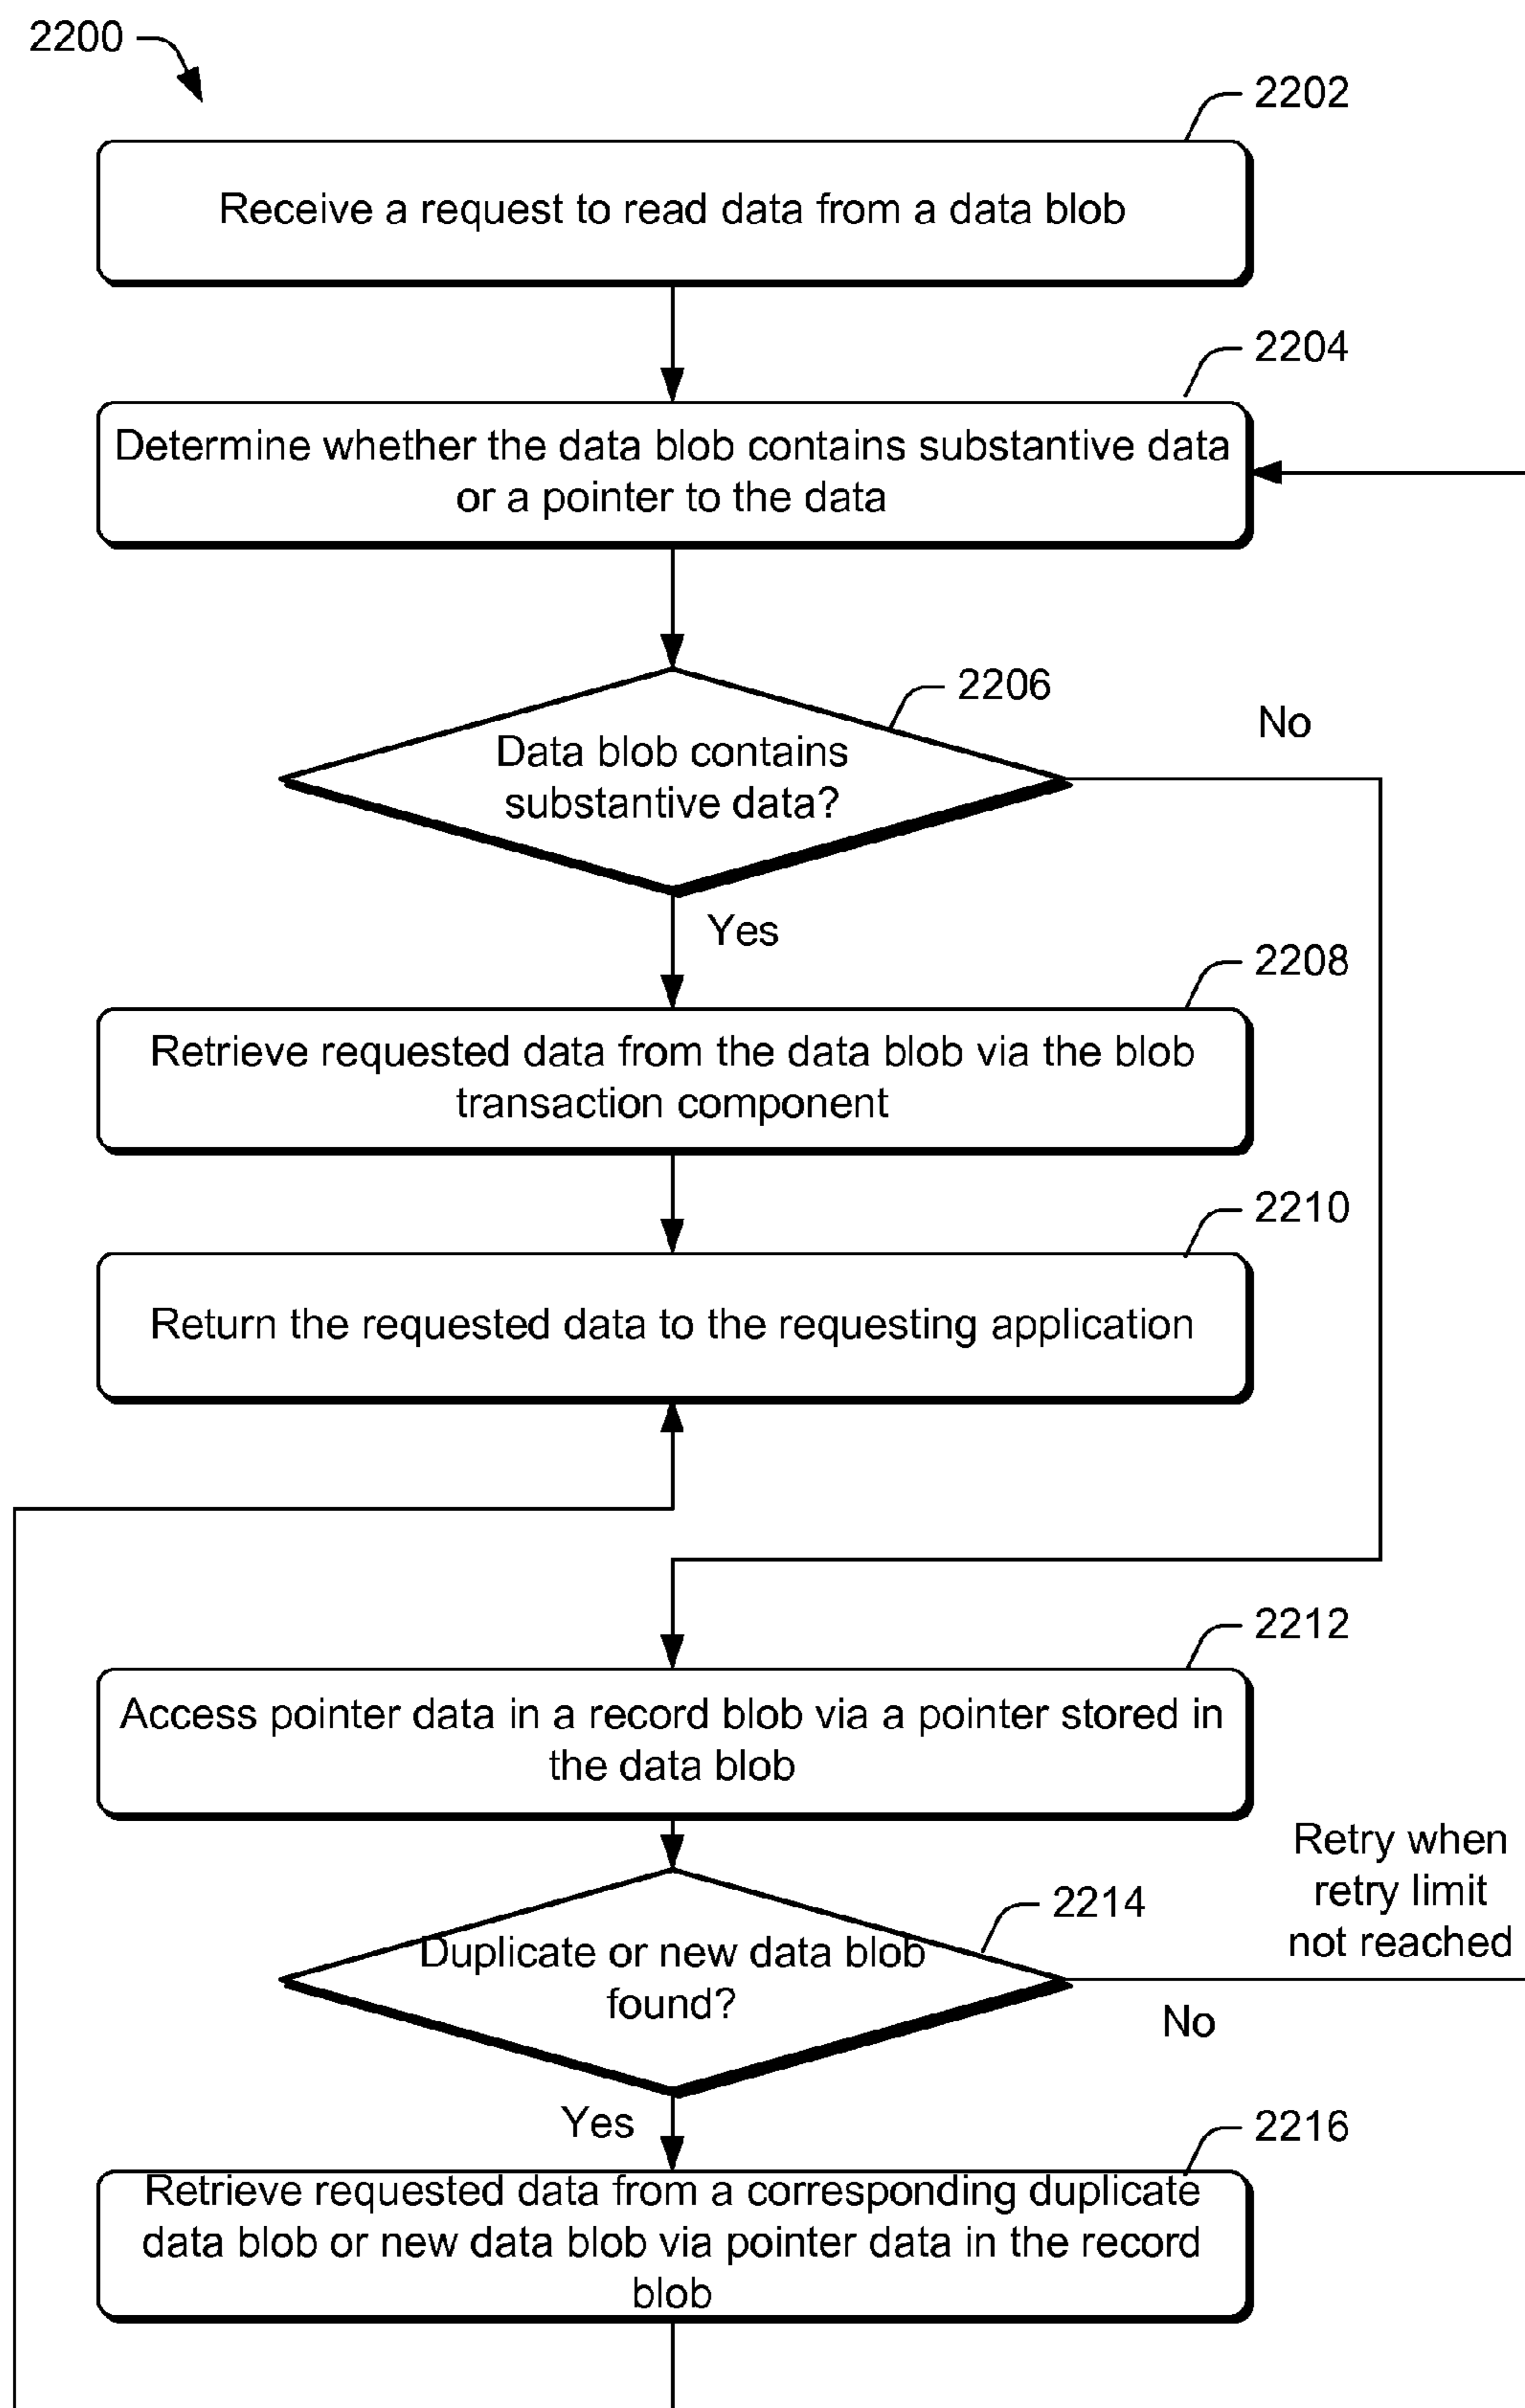 2200
2202
Receive a request to read data from a data blob
2204
Determine whether the data blob contains substantive data
or a pointer to the data
2206
No
Data blob contains
substantive data?
Yes
2208
Retrieve requested data from the data blob via the blob
transaction component
2210
Return the requested data to the requesting application
2212
Access pointer data in a record blob via a pointer stored in
the data blob
Retry when
retry limit
not reached
2214
Duplicate or new data blob
found?
No
Yes
2216
Retrieve requested data from a corresponding duplicate
data blob or new data blob via pointer data in the record
blob